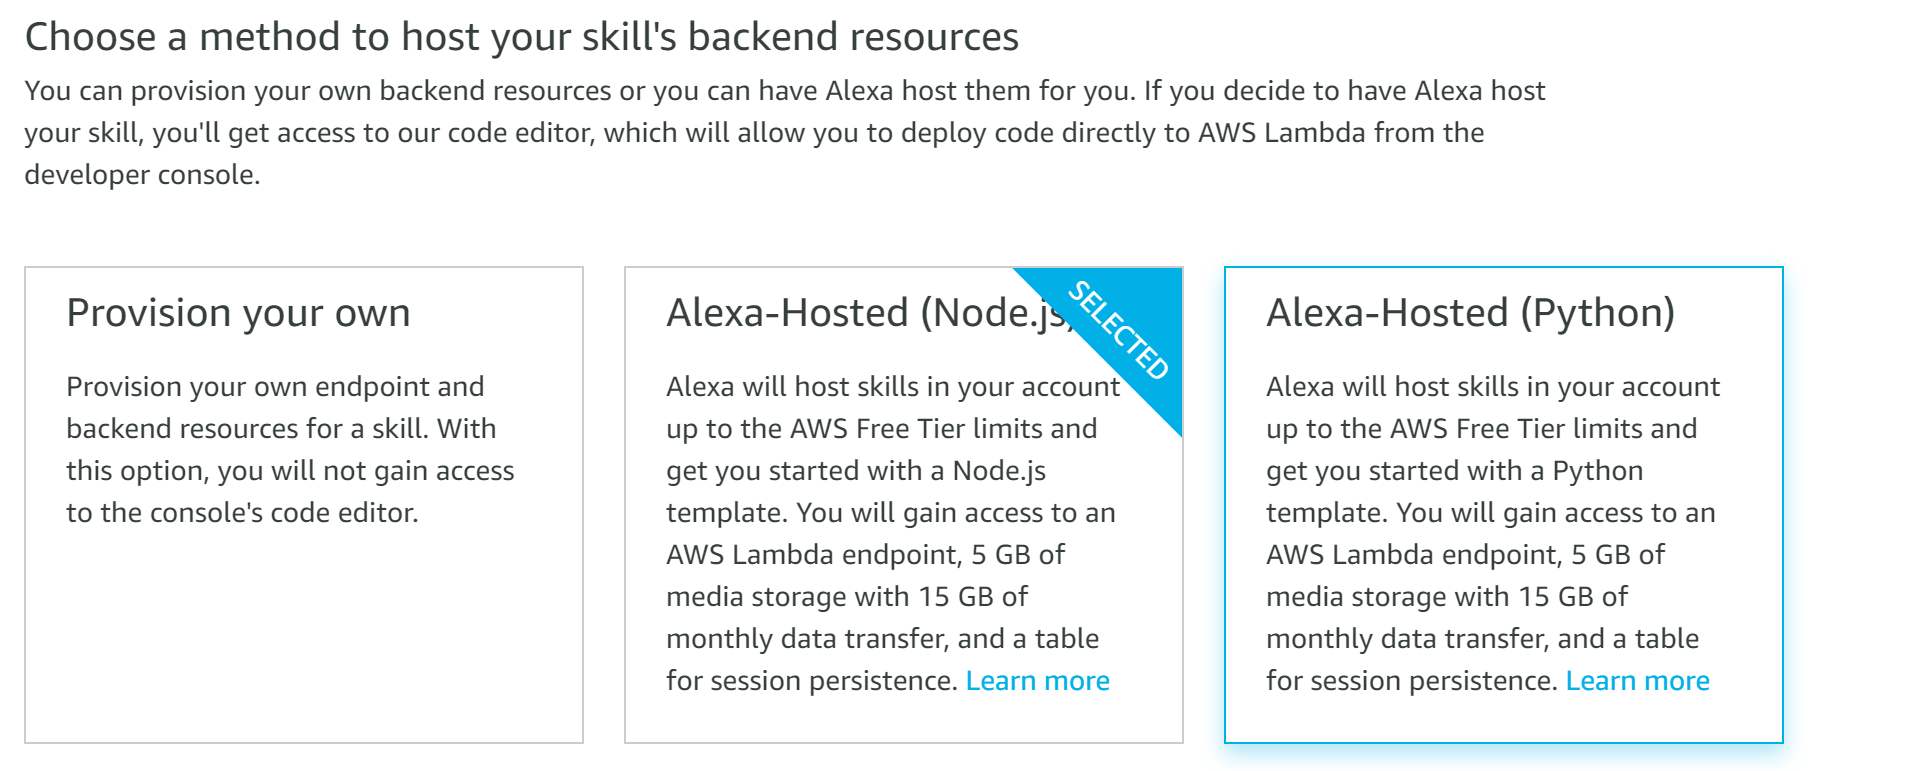 Choose a method to host your skill's backend resources
You can provision your own backend resources or you can have Alexa host them for you. If you decide to have Alexa host
your skill, you'll get access to our code editor, which will allow you to deploy code directly to AWS Lambda from the
developer console.
Provision your own
Provision your own endpoint and
backend resources for a skill. With
this option, you will not gain access
to the console's code editor.
Alexa-Hosted (Node.js)
SELECTED
Alexa will host skills in your account
up to the AWS Free Tier limits and
get you started with a Node.js
template. You will gain access to an
AWS Lambda endpoint, 5 GB of
media storage with 15 GB of
monthly data transfer, and a table
for session persistence. Learn more
Alexa-Hosted (Python)
Alexa will host skills in your account
up to the AWS Free Tier limits and
get you started with a Python
template. You will gain access to an
AWS Lambda endpoint, 5 GB of
media storage with 15 GB of
monthly data transfer, and a table
for session persistence. Learn more